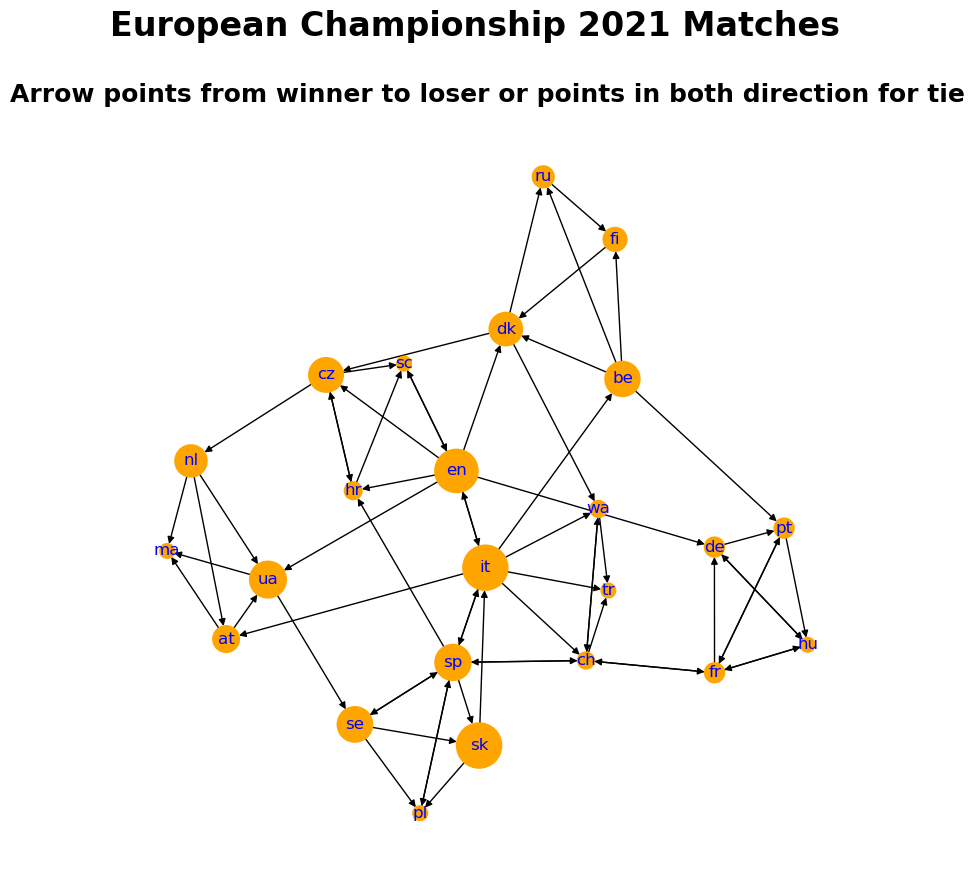 European Championship 2021 Matches
Arrow points from winner to loser or points in both direction for tie
ru
fi
dk
sc
cz
be
nl
en
hr
wa
pt
ma
de
it
ua
tr
at
hu
sp
ch
fr
se
sk
pl